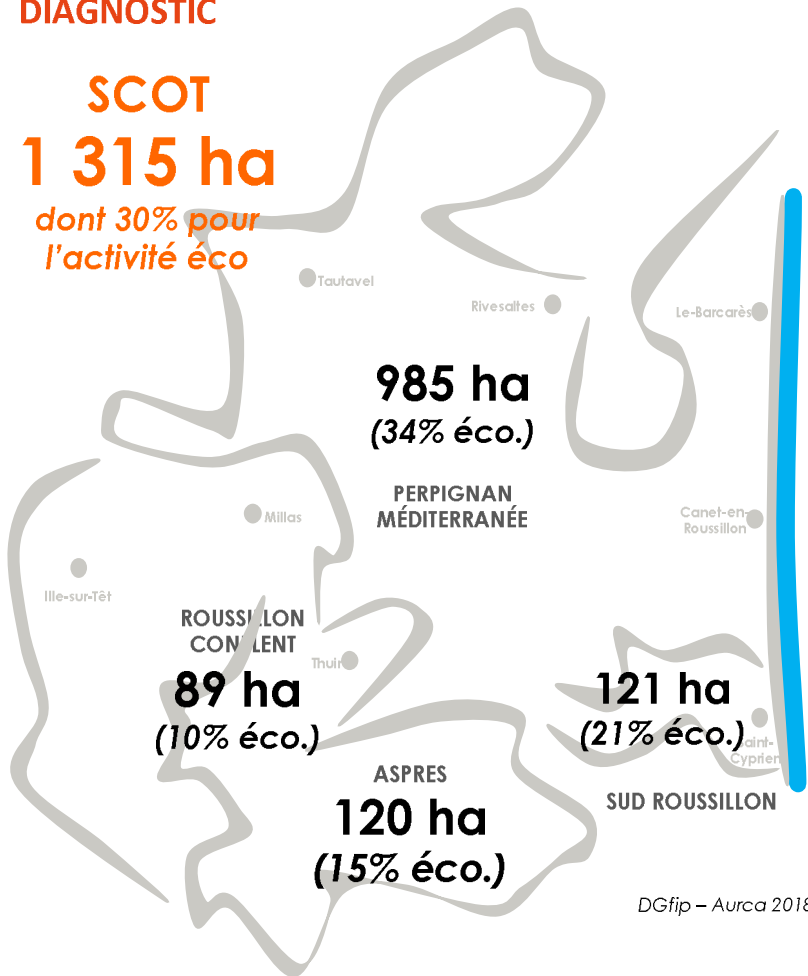 DIAGNOSTIC
SCOT
1 315 ha
dont 30% pour
l'activité éco
Tautavel
Rivesaltes
Le-Barcarès
985 ha
(34% éco.)
PERPIGNAN
MÉDITERRANÉE
Millas
Canet-en-
Roussillon
Ille-sur-Têt
ROUSSILLON
CONFLENT
Thuir
89 ha
(10% éco.)
121 ha
(21% éco.)
Saint-
Cyprien
SUD ROUSSILLON
ASPRES
120 ha
(15% éco.)
DGfip – Aurca 2018